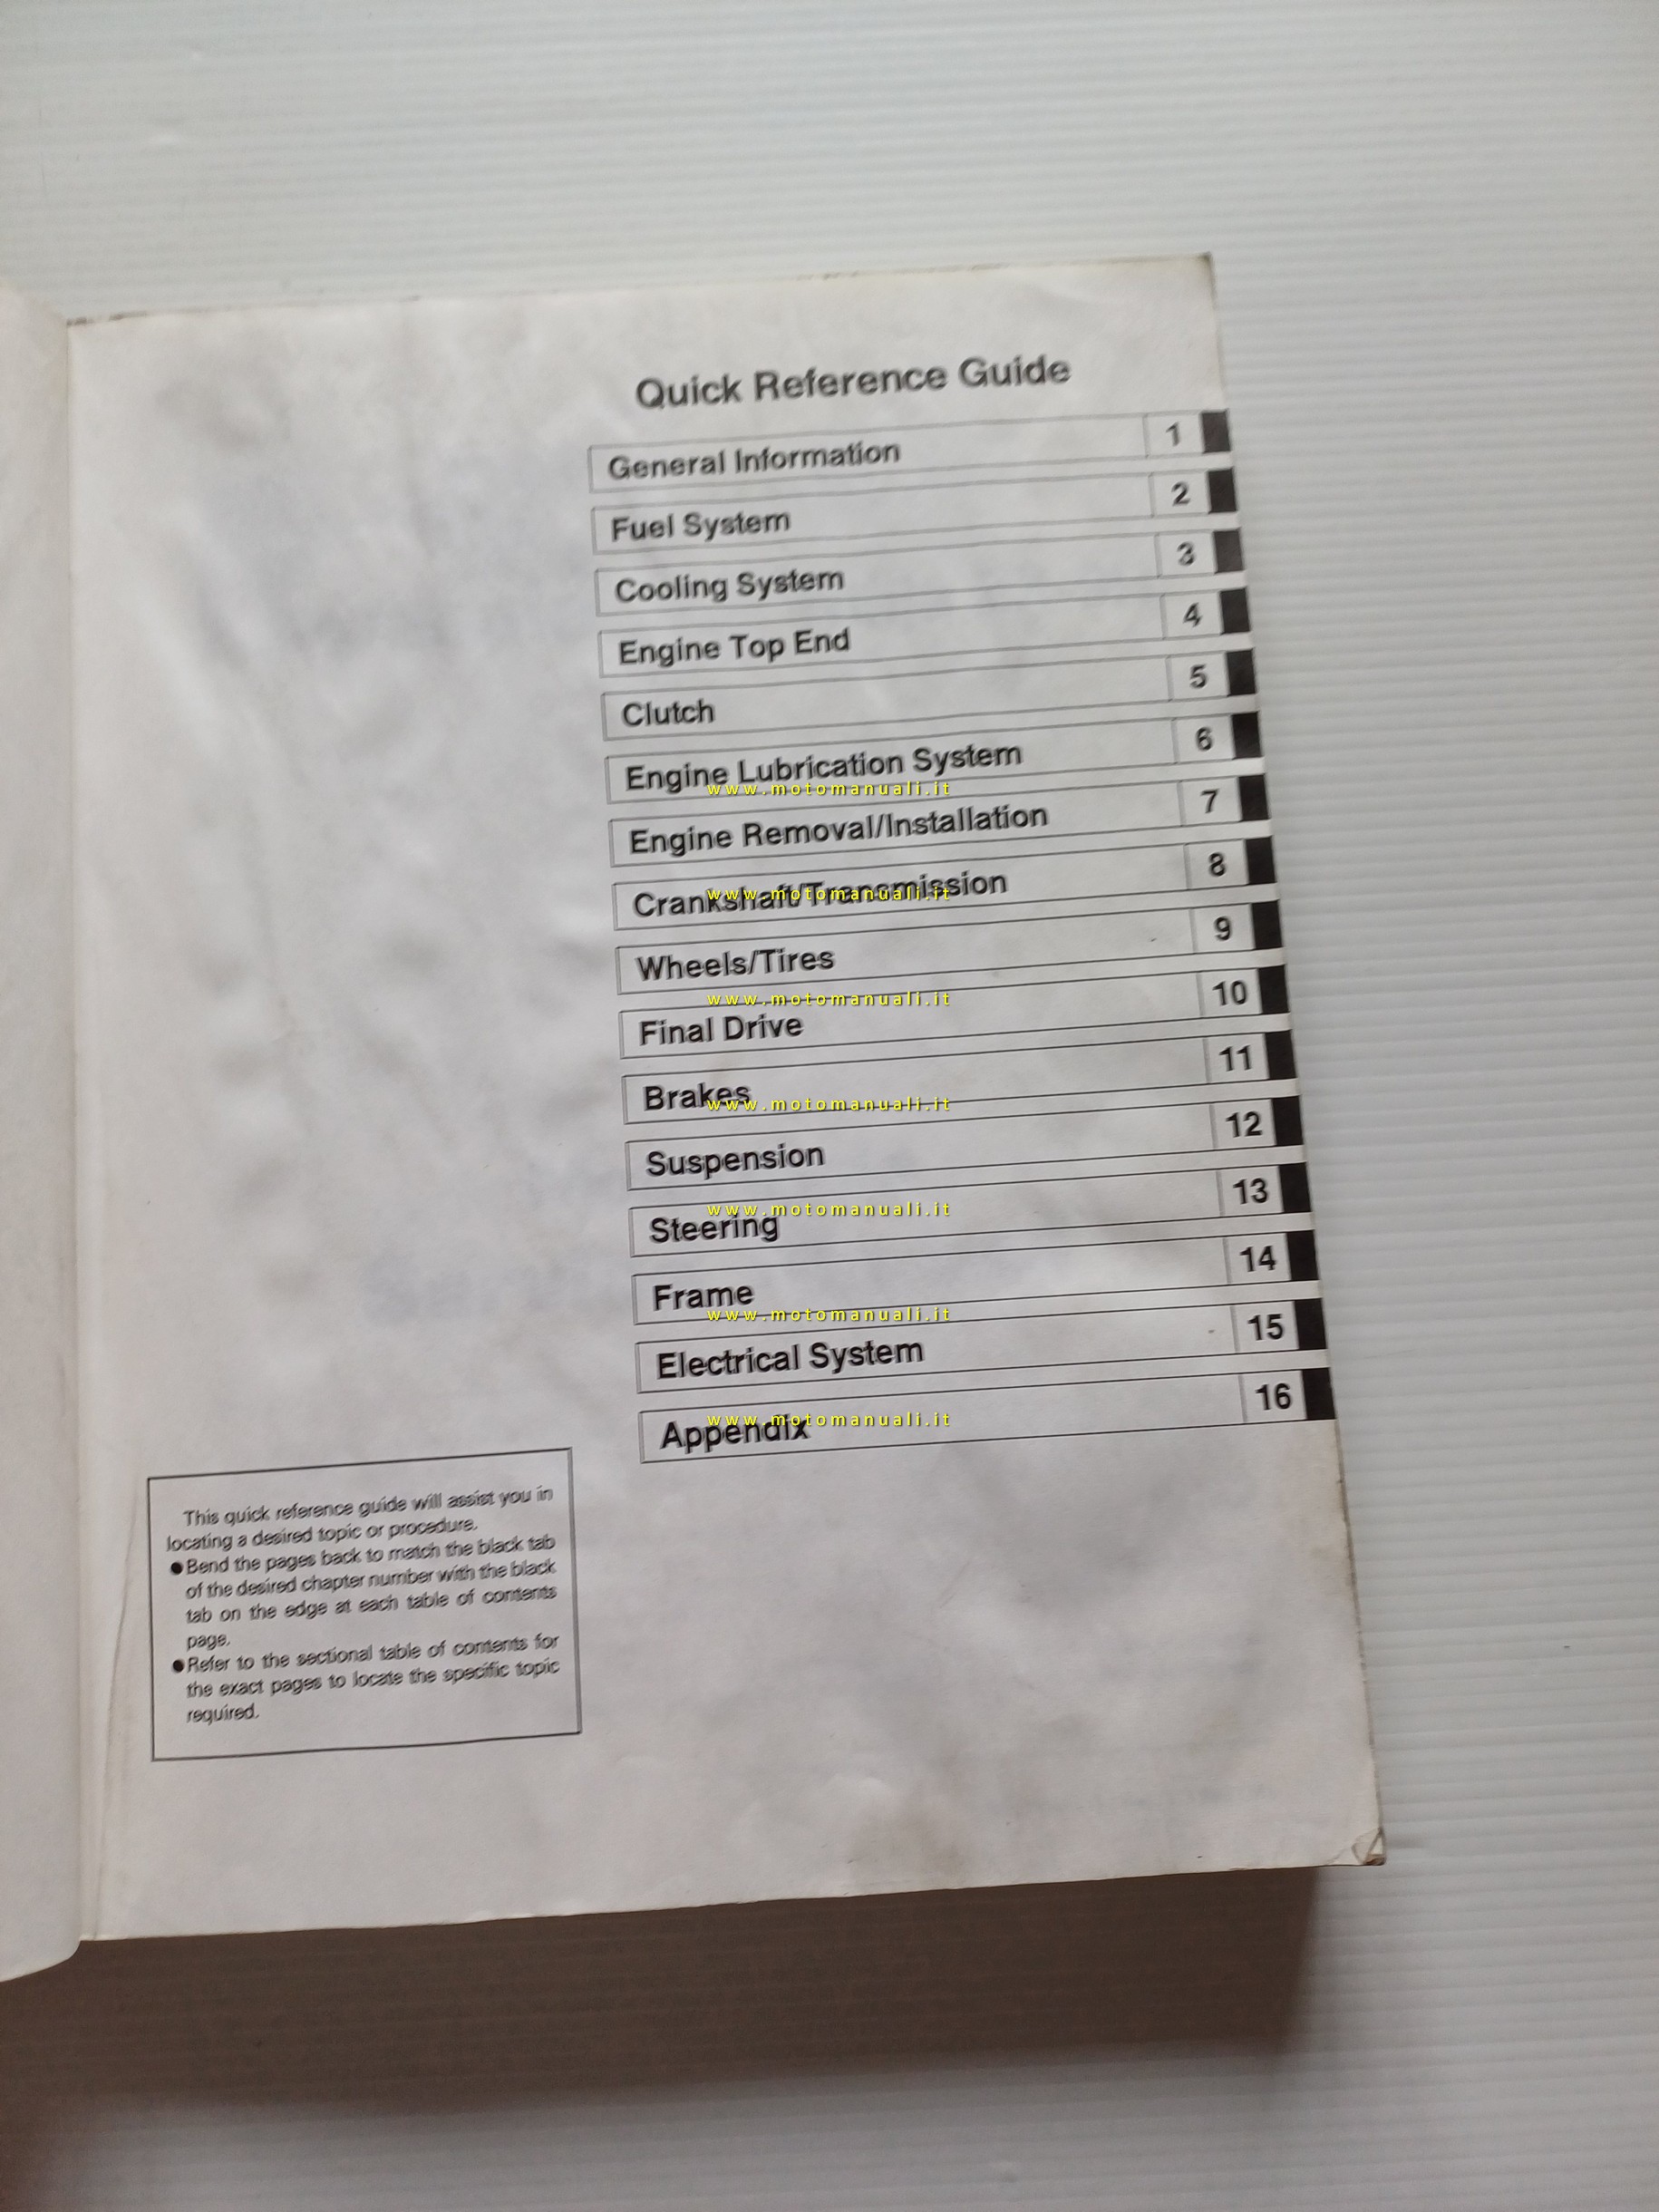 Quick Reference Guide
General Information 1
Fuel System 2
Cooling System 3
Engine Top End 4
Clutch 5
Engine Lubrication System 6
www.motomanuali.it
Engine Removal/Installation 7
Crankshaft/Transmission 8
www.motomanuali.it
Wheels/Tires 9
www.motomanuali.it
Final Drive 10
Brakes 11
www.motomanuali.it
Suspension 12
www.motomanuali.it
Steering 13
Frame 14
www.motomanuali.it
Electrical System 15
www.motomanuali.it
Appendix 16
This quick reference guide will assist you in
locating a desired topic or procedure.
●Bend the pages back to match the black tab
of the desired chapter number with the black
tab on the edge at each table of contents
page.
●Refer to the sectional table of contents for
the exact pages to locate the specific topic
required.